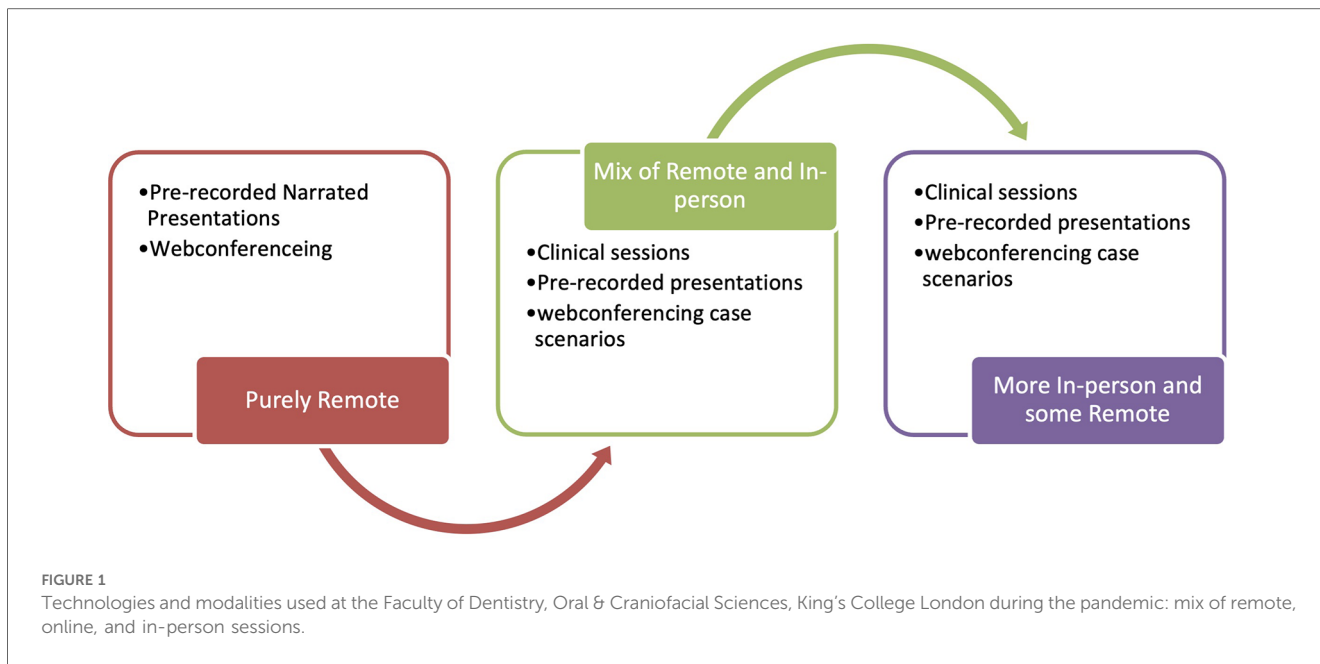 •Pre-recorded Narrated
Presentations
•Webconferenceing
Purely Remote
Mix of Remote and In-
person
•Clinical sessions
•Pre-recorded presentations
•webconferencing case
scenarios
•Clinical sessions
•Pre-recorded presentations
•webconferencing case
scenarios
More In-person and
some Remote
FIGURE 1
Technologies and modalities used at the Faculty of Dentistry, Oral & Craniofacial Sciences, King's College London during the pandemic: mix of remote,
online, and in-person sessions.